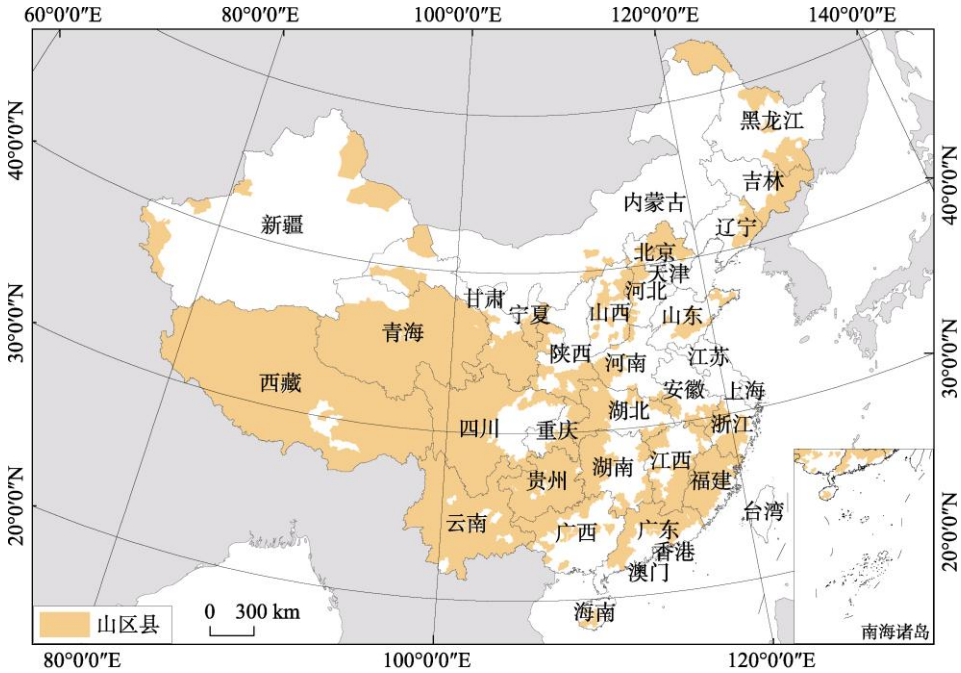 60°0′0″E
80°0′0″E
100°0′0″E
120°0′0″E
140°0′0″E
40°0′0″N
30°0′0″N
20°0′0″N
40°0′0″N
30°0′0″N
20°0′0″N
黑龙江
吉林
内蒙古
辽宁
新疆
北京
天津
河北
甘肃
宁夏
山西
山东
青海
陕西
河南
江苏
西藏
安徽
上海
四川
重庆
湖北
浙江
贵州
湖南
江西
福建
云南
广西
广东
台湾
香港
澳门
海南
山区县
0 300 km
南海诸岛
80°0′0″E
100°0′0″E
120°0′0″E